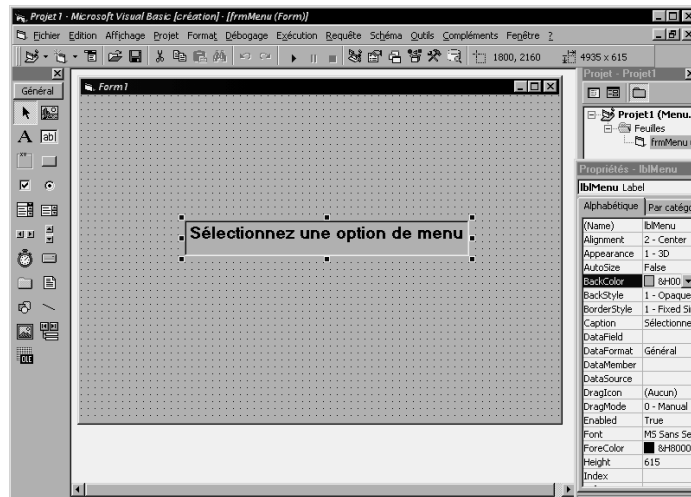 Projet1 - Microsoft Visual Basic [création] - [frmMenu (Form)]
Fichier Edition Affichage Projet Format Débogage Exécution Requête Schéma Outils Compléments Fenêtre ?
1800, 2160 4935 x 615
Général
A ab
OLE
Form1
Sélectionnez une option de menu
Projet - Projet1
Projet1 (Menu.
Feuilles
frmMenu (
Propriétés - lblMenu
lblMenu Label
Alphabétique Par catégo
(Name) lblMenu
Alignment 2 - Center
Appearance 1 - 3D
AutoSize False
BackColor &H00
BackStyle 1 - Opaque
BorderStyle 1 - Fixed Si
Caption Sélectionne
DataField
DataFormat Général
DataMember
DataSource
DragIcon (Aucun)
DragMode 0 - Manual
Enabled True
Font MS Sans Se
ForeColor &H8000
Height 615
Index